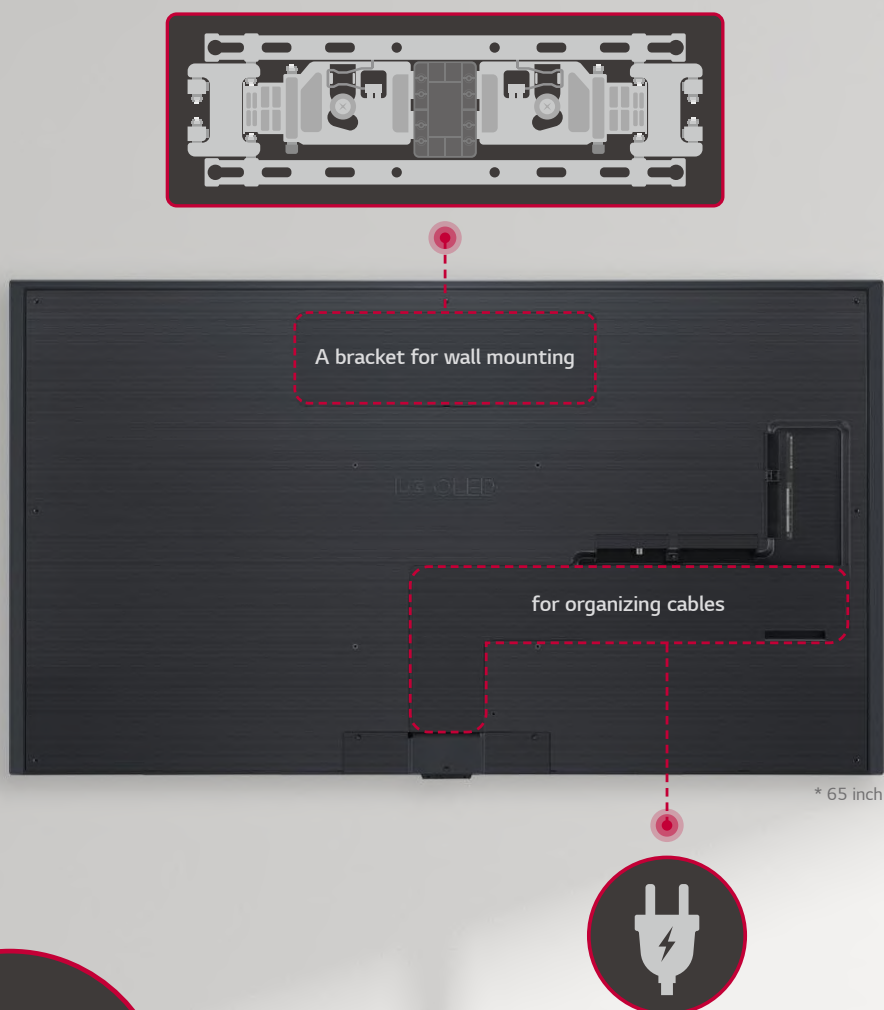 A bracket for wall mounting
LG OLED
for organizing cables
* 65 inch